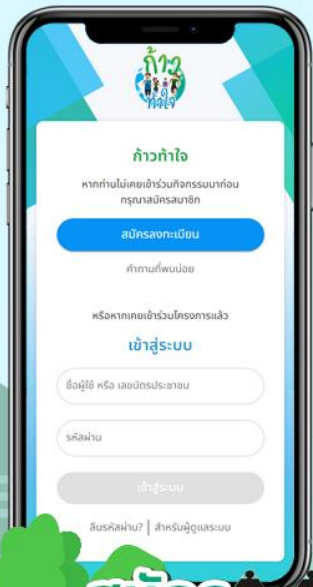 ก้าว
ท้าใจ
ก้าวท้าใจ
หากท่านไม่เคยเข้าร่วมกิจกรรมมาก่อน
กรุณาสมัครสมาชิก
สมัครลงทะเบียน
คำถามที่พบบ่อย
หรือหากเคยเข้าร่วมโครงการแล้ว
เข้าสู่ระบบ
ชื่อผู้ใช้ หรือ เลขบัตรประชาชน
รหัสผ่าน
เข้าสู่ระบบ
ลืมรหัสผ่าน? | สำหรับผู้ดูแลระบบ